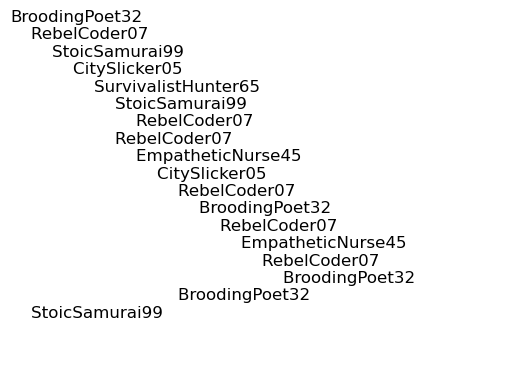 BroodingPoet32
RebelCoder07
StoicSamurai99
CitySlicker05
SurvivalistHunter65
StoicSamurai99
RebelCoder07
RebelCoder07
EmpatheticNurse45
CitySlicker05
RebelCoder07
BroodingPoet32
RebelCoder07
EmpatheticNurse45
RebelCoder07
BroodingPoet32
BroodingPoet32
StoicSamurai99